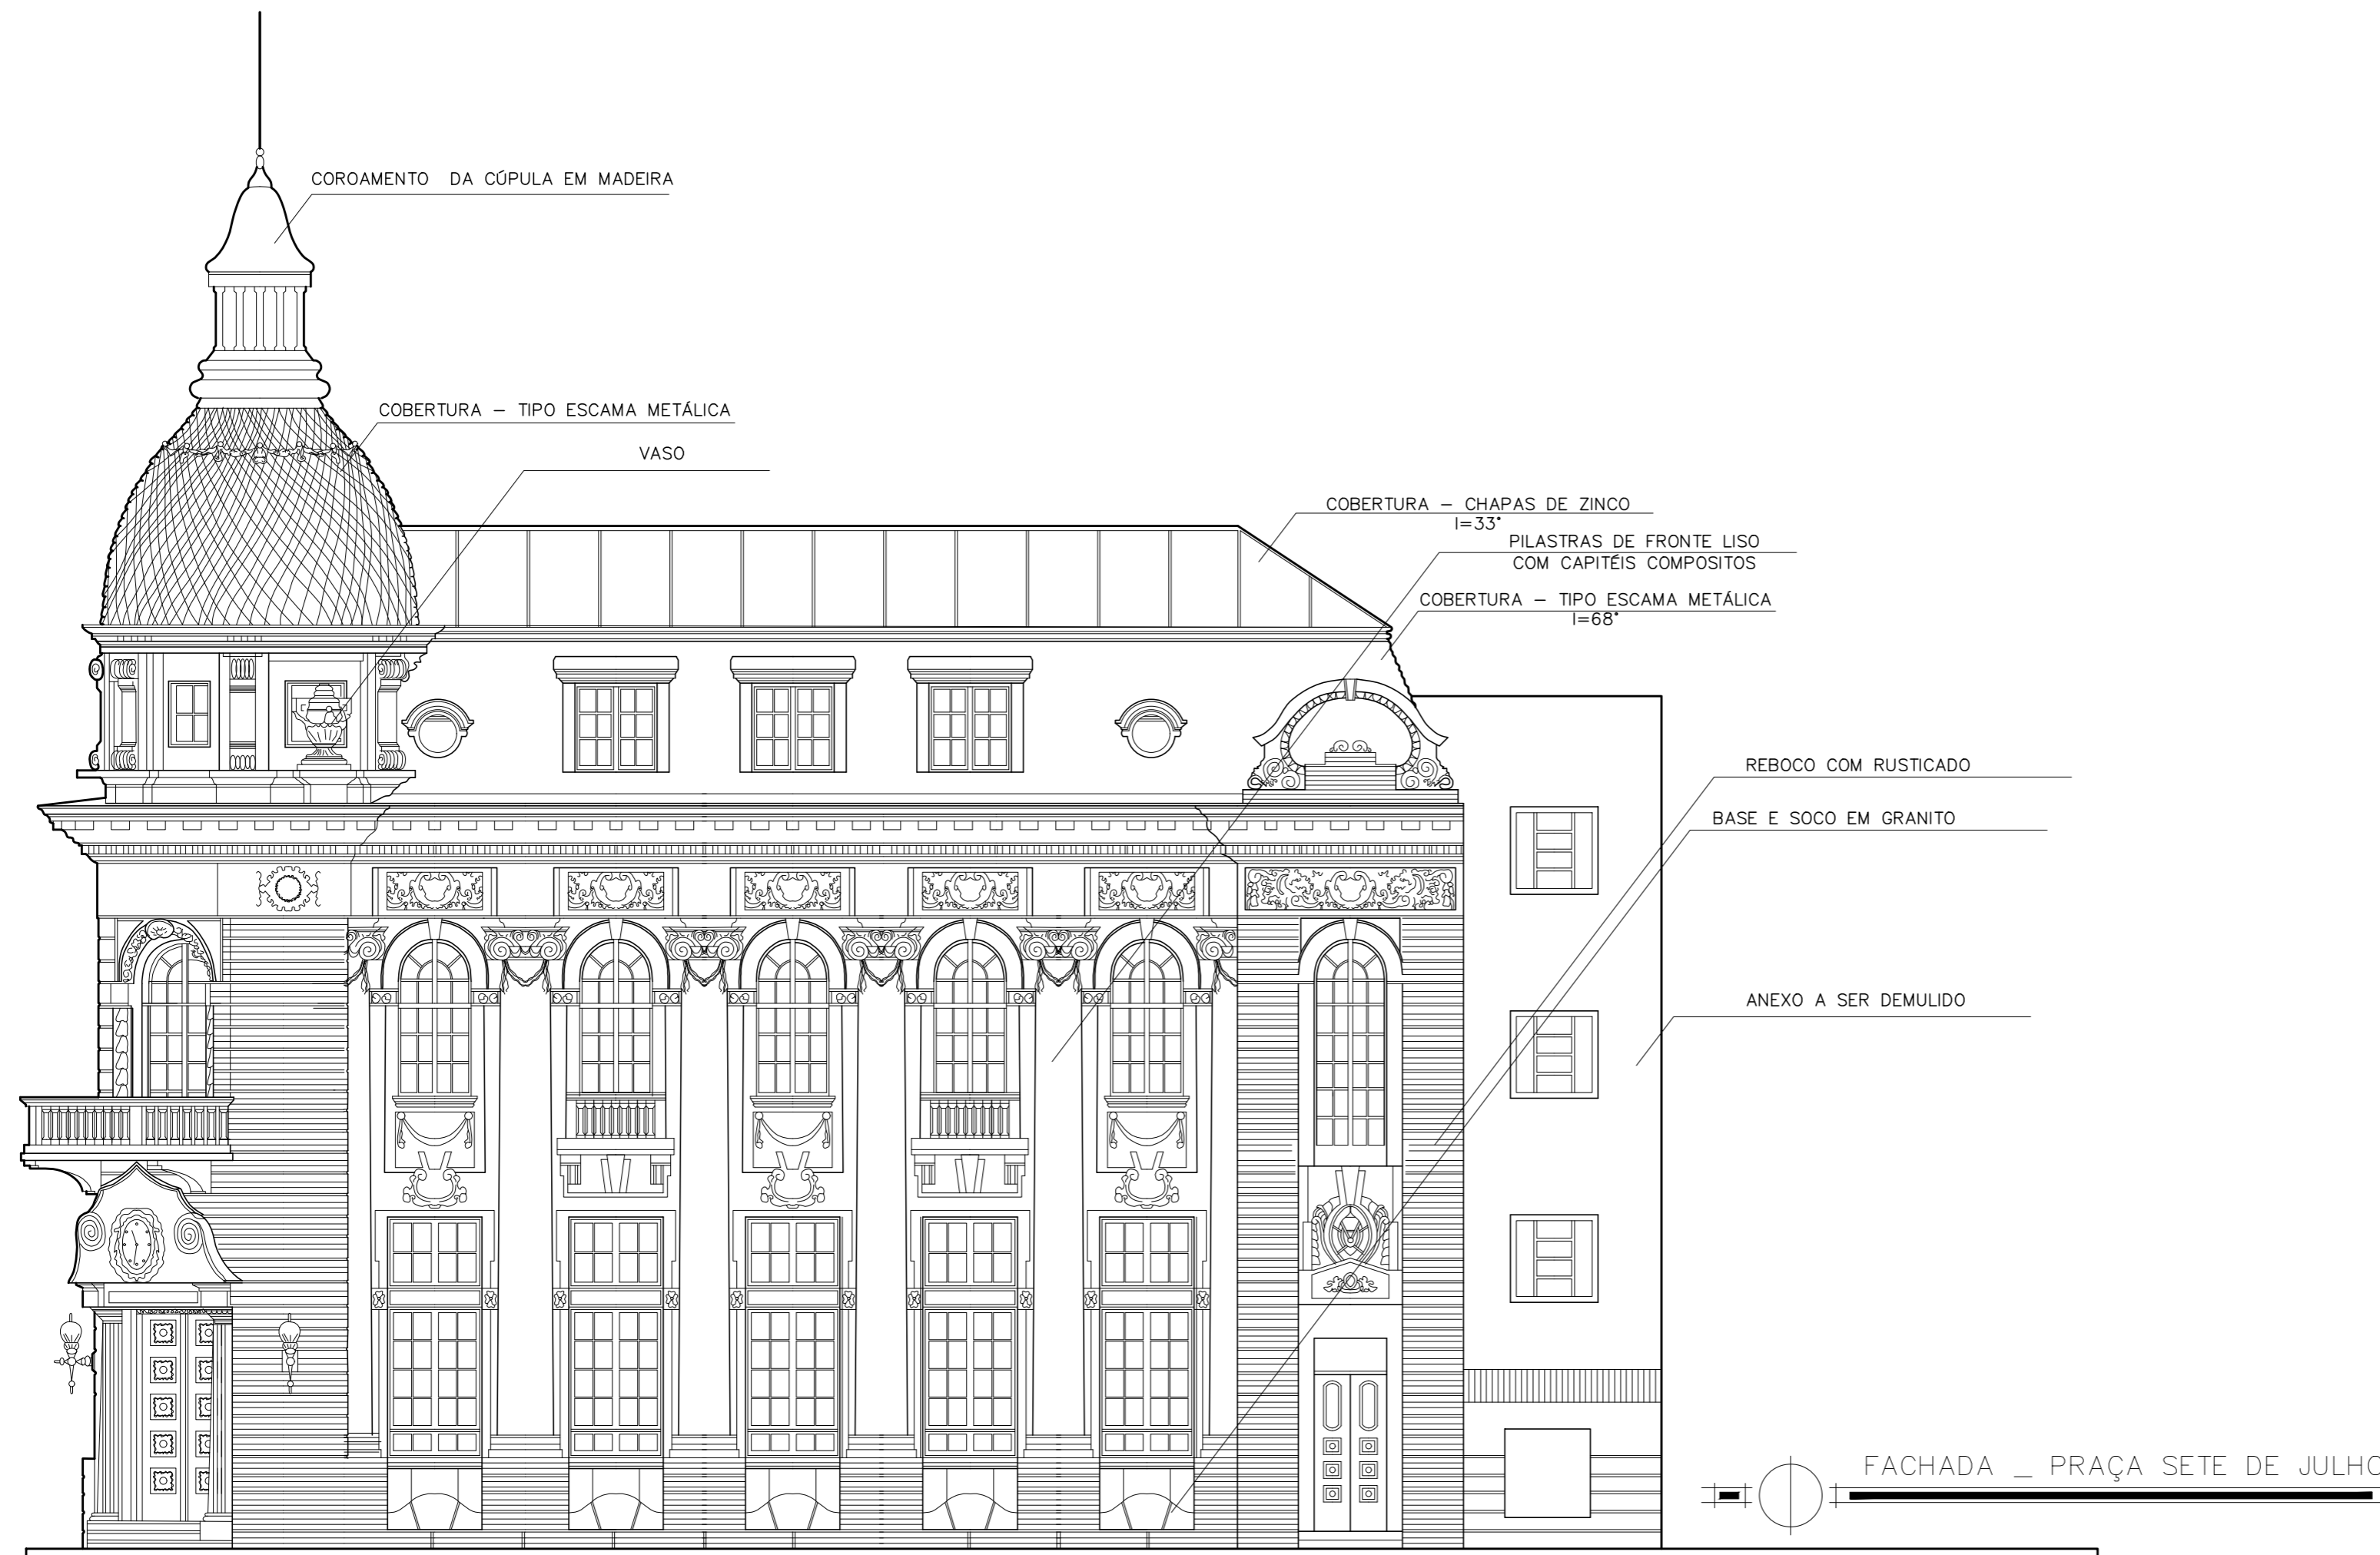 COROAMENTO DA CÚPULA EM MADEIRA
COBERTURA – TIPO ESCAMA METÁLICA
VASO
COBERTURA – CHAPAS DE ZINCO
I=33°
PILASTRAS DE FRONTE LISO
COM CAPITÉIS COMPOSITOS
COBERTURA – TIPO ESCAMA METÁLICA
I=68°
REBOCO COM RUSTICADO
BASE E SOCO EM GRANITO
ANEXO A SER DEMULIDO
FACHADA _ PRAÇA SETE DE JULHO